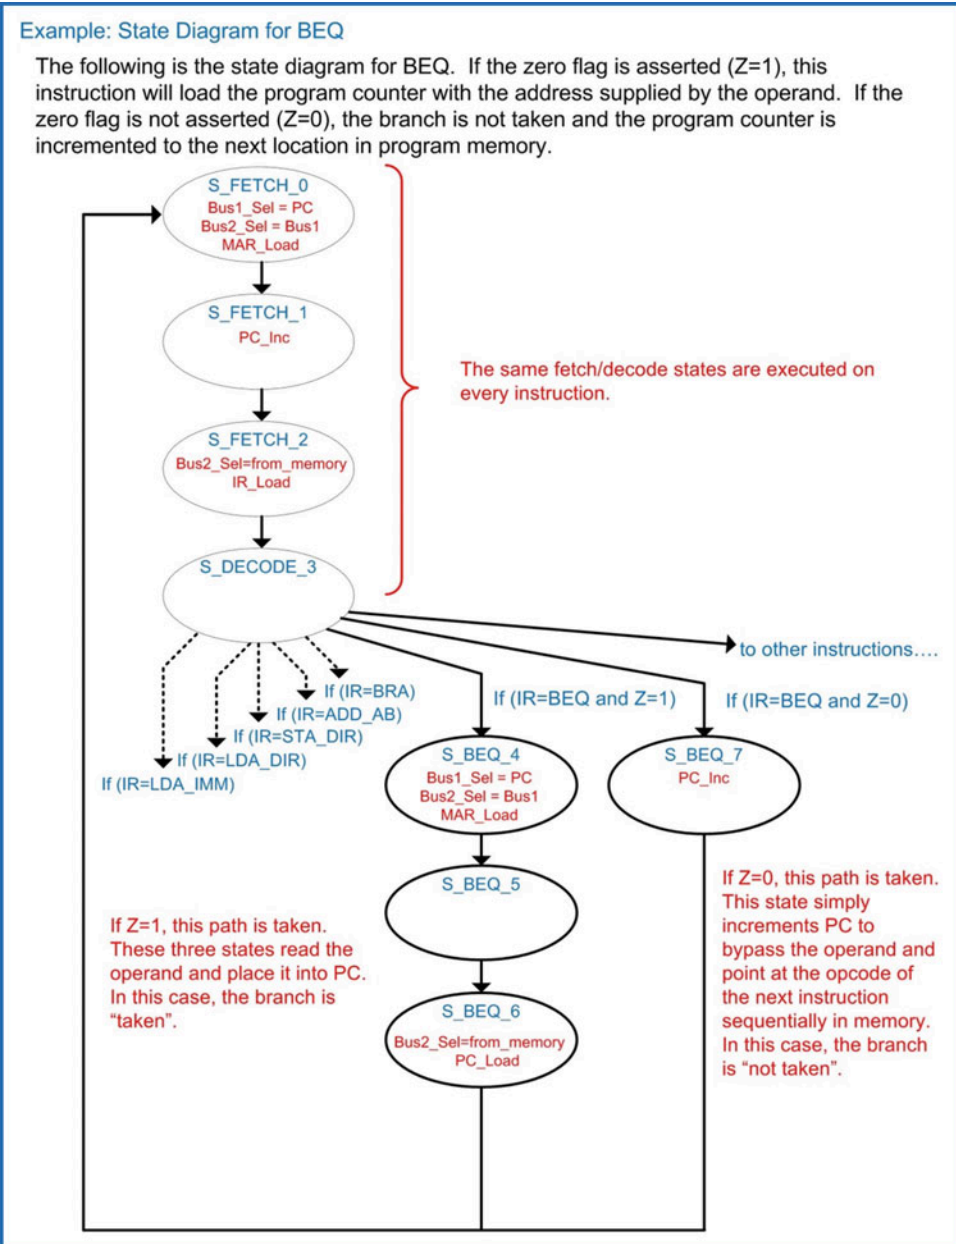 Example: State Diagram for BEQ
The following is the state diagram for BEQ. If the zero flag is asserted (Z=1), this
instruction will load the program counter with the address supplied by the operand. If the
zero flag is not asserted (Z=0), the branch is not taken and the program counter is
incremented to the next location in program memory.
S_FETCH_0
Bus1_Sel = PC
Bus2_Sel = Bus1
MAR_Load
S_FETCH_1
PC_Inc
The same fetch/decode states are executed on
every instruction.
S_FETCH_2
Bus2_Sel=from_memory
IR_Load
S_DECODE_3
to other instructions....
If (IR=BRA)
If (IR=ADD_AB)
If (IR=STA_DIR)
If (IR=LDA_DIR)
If (IR=LDA_IMM)
If (IR=BEQ and Z=1)
If (IR=BEQ and Z=0)
S_BEQ_4
Bus1_Sel = PC
Bus2_Sel = Bus1
MAR_Load
S_BEQ_7
PC_Inc
S_BEQ_5
If Z=1, this path is taken.
These three states read the
operand and place it into PC.
In this case, the branch is
“taken”.
If Z=0, this path is taken.
This state simply
increments PC to
bypass the operand and
point at the opcode of
the next instruction
sequentially in memory.
In this case, the branch
is “not taken”.
S_BEQ_6
Bus2_Sel=from_memory
PC_Load